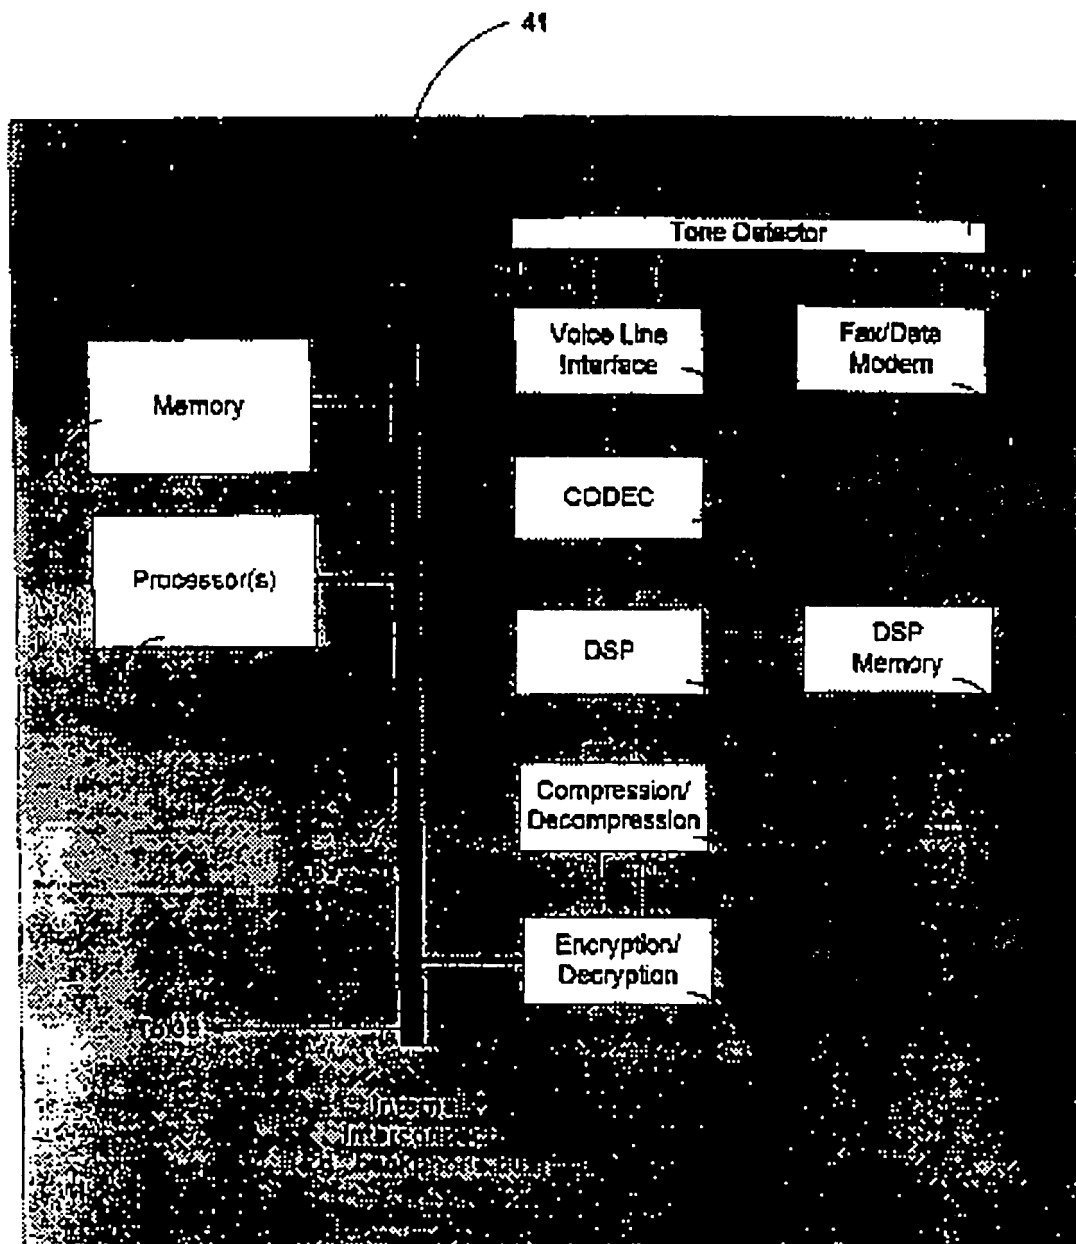 41
Tone Detector
Voice Line
Interface
Fax/Data
Modem
Memory
CODEC
Processor(s)
DSP
DSP
Memory
Compression/
Decompression
Encryption/
Decryption
Internal